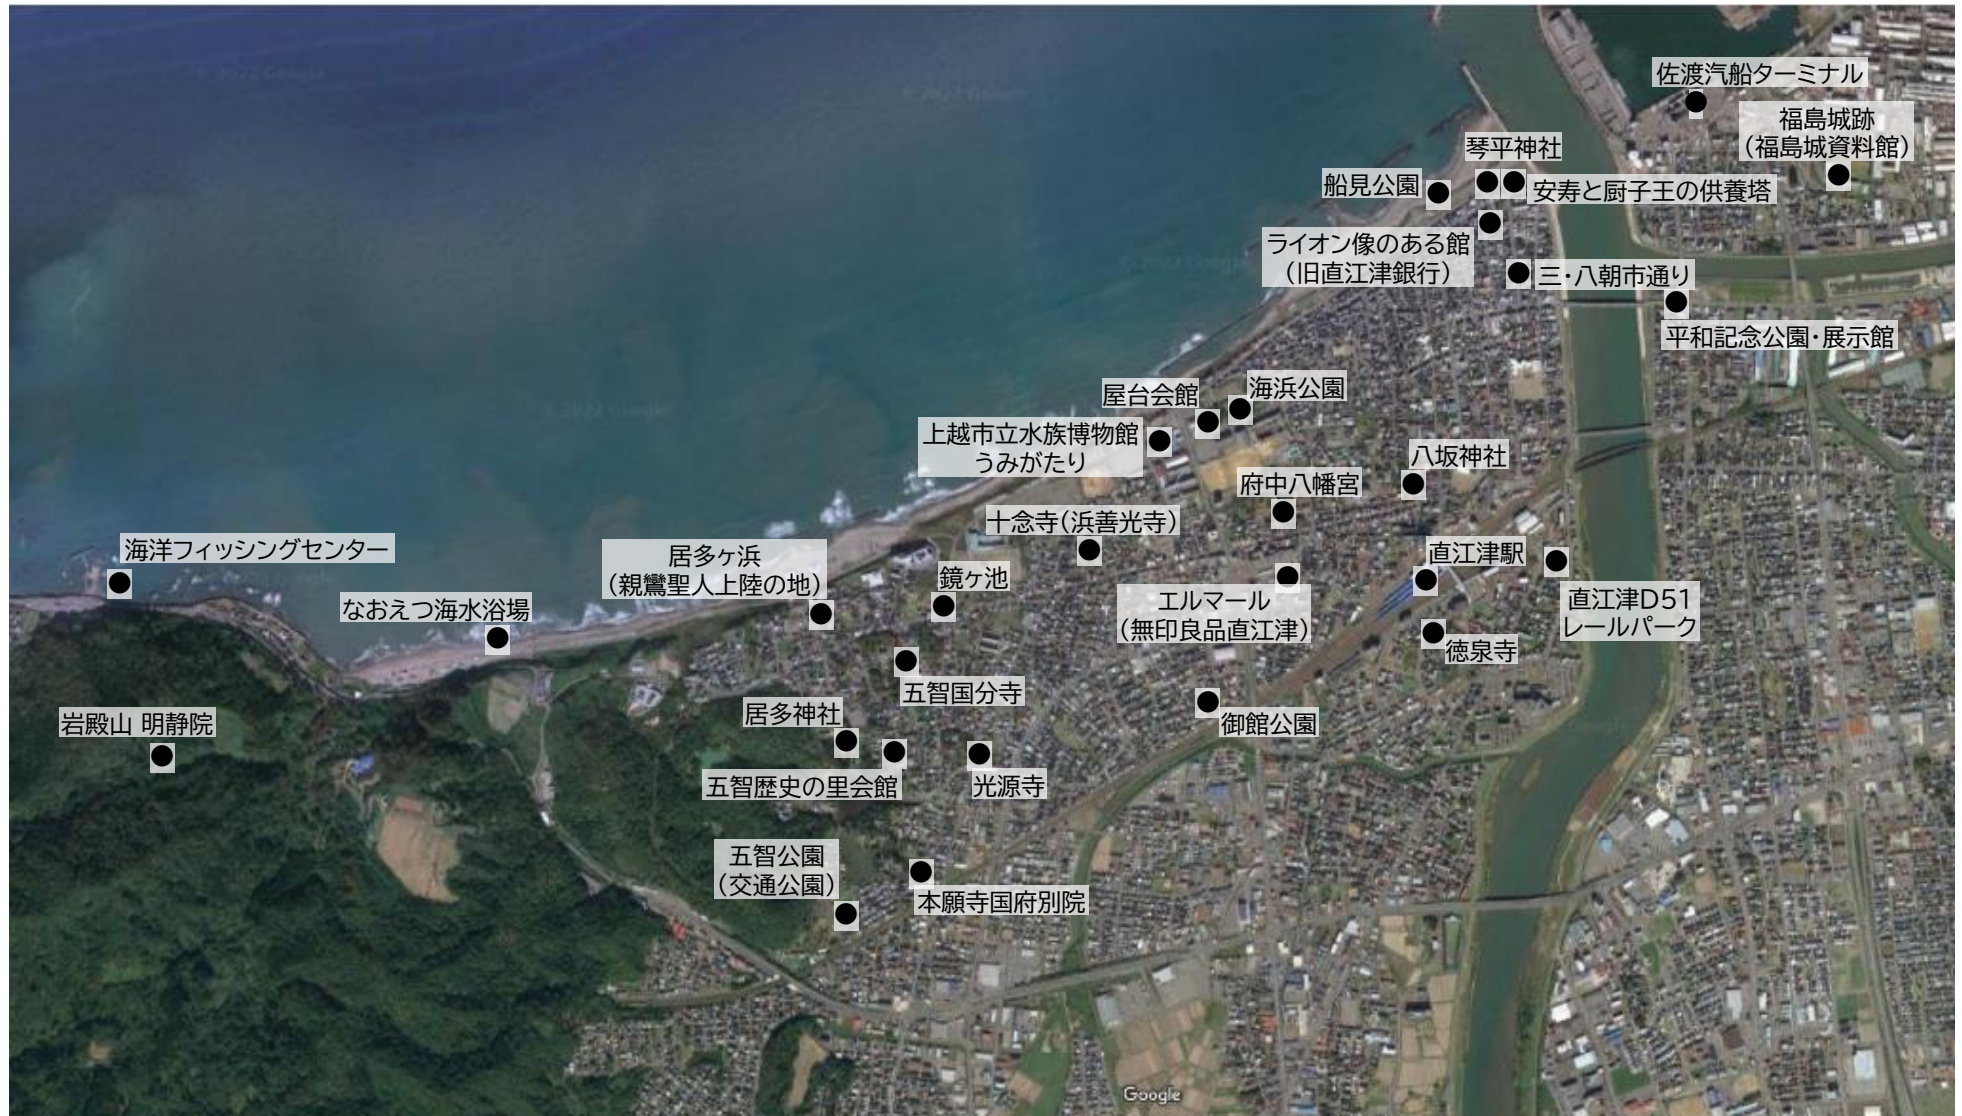 佐渡汽船ターミナル
福島城跡
（福島城資料館）
琴平神社
船見公園
安寿と厨子王の供養塔
ライオン像のある館
（旧直江津銀行）
三・八朝市通り
平和記念公園・展示館
屋台会館
海浜公園
上越市立水族博物館
うみがたり
八坂神社
府中八幡宮
十念寺（浜善光寺）
海洋フィッシングセンター
居多ヶ浜
（親鸞聖人上陸の地）
鏡ヶ池
直江津駅
エルマール
（無印良品直江津）
直江津D51
レールパーク
なおえつ海水浴場
徳泉寺
五智国分寺
居多神社
御館公園
岩殿山 明静院
五智歴史の里会館
光源寺
五智公園
（交通公園）
本願寺国府別院
Google
© 2022 Google
© 2022 Google
© 2022 Google
© 2022 Google